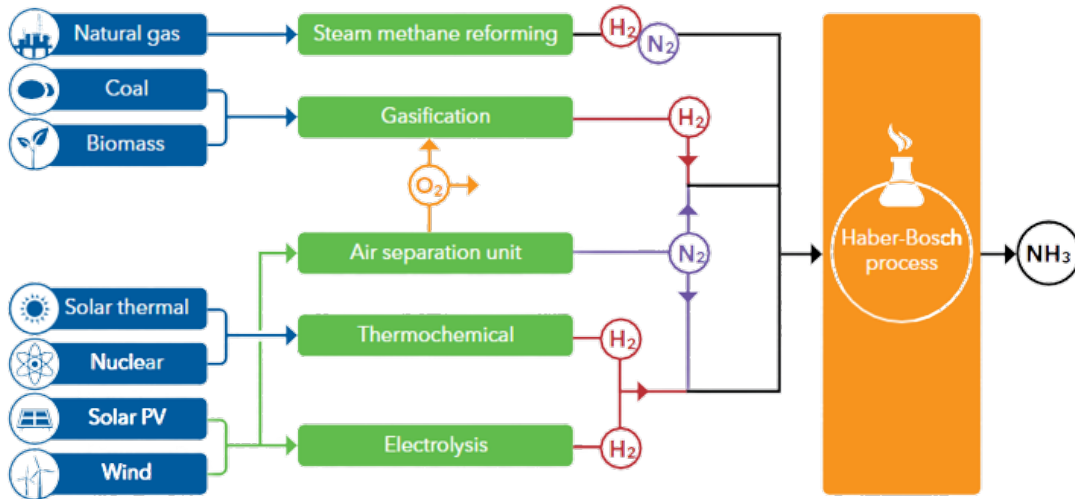 Natural gas
Steam methane reforming
H₂
N₂
Coal
Gasification
H₂
Biomass
O₂
Air separation unit
N₂
Haber-Bosch
process
NH₃
Solar thermal
Thermochemical
H₂
Nuclear
Solar PV
Electrolysis
H₂
Wind